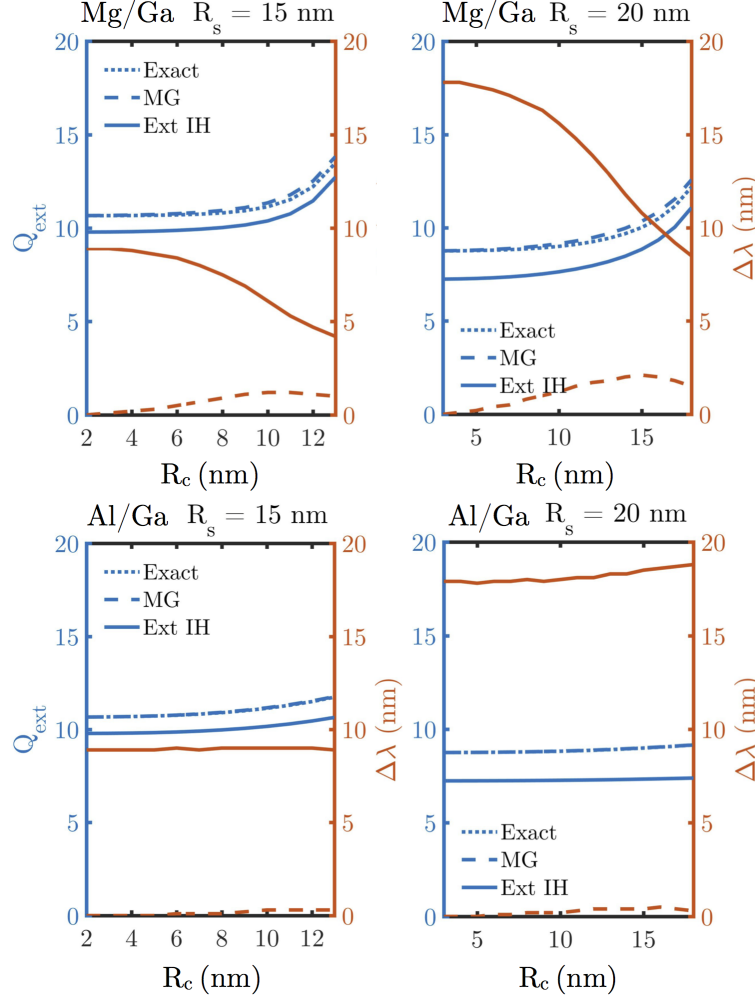 Mg/Ga R_s = 15 nm
20
15
10
5
0
Q_ext
Exact
MG
Ext IH
20
15
10
5
0
2 4 6 8 10 12
R_c (nm)
Mg/Ga R_s = 20 nm
20
15
10
5
0
Exact
MG
Ext IH
20
15
10
5
0
Δλ (nm)
5 10 15
R_c (nm)
Al/Ga R_s = 15 nm
20
15
10
5
0
Q_ext
Exact
MG
Ext IH
20
15
10
5
0
Δλ (nm)
2 4 6 8 10 12
R_c (nm)
Al/Ga R_s = 20 nm
20
15
10
5
0
Exact
MG
Ext IH
20
15
10
5
0
Δλ (nm)
5 10 15
R_c (nm)